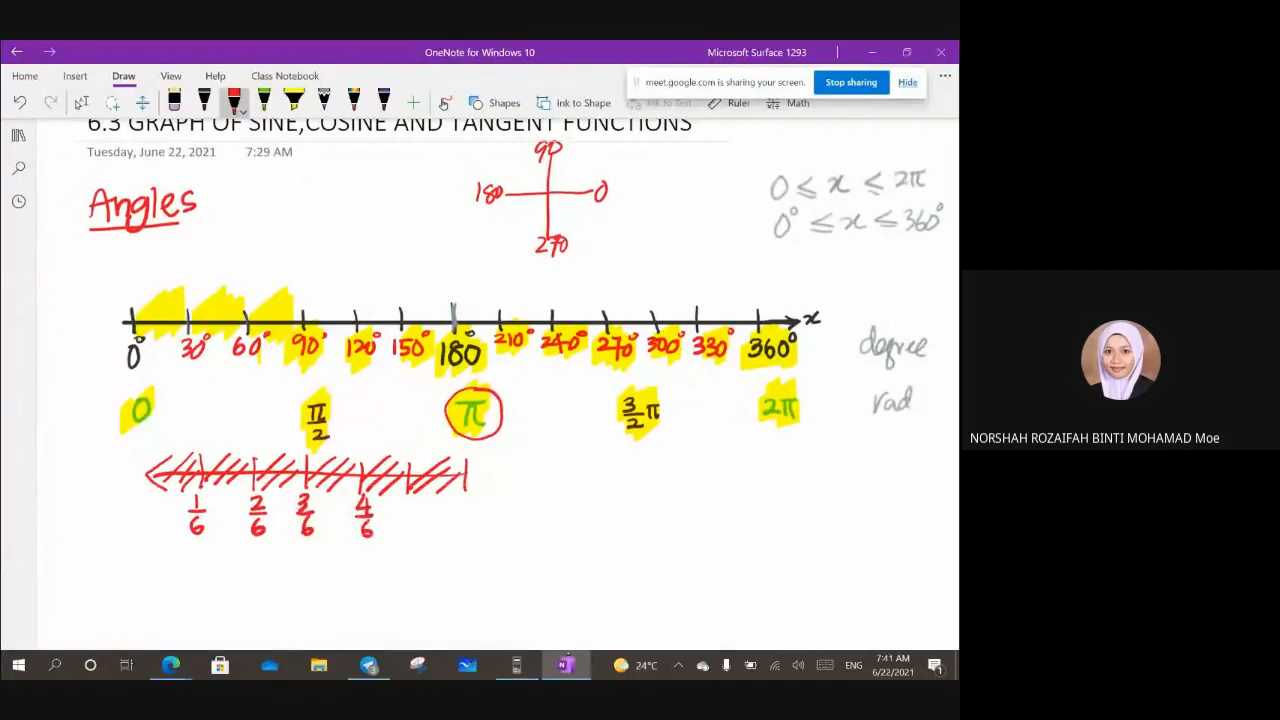 OneNote for Windows 10
Microsoft Surface 1293
Home Insert Draw View Help Class Notebook
meet.google.com is sharing your screen. Stop sharing Hide
Shapes Ink to Shape Ink to Text Ruler Math
6.3 GRAPH OF SINE,COSINE AND TANGENT FUNCTIONS
Tuesday, June 22, 2021 7:29 AM
Angles
90
180 0
270
0 ≤ x ≤ 2π
0° ≤ x ≤ 360°
x
0° 30° 60° 90° 120° 150° 180° 210° 240° 270° 300° 330° 360° degree
0 π/2 π 3/2 π 2π rad
1/6 2/6 3/6 4/6
NORSHAH ROZAIFAH BINTI MOHAMAD Moe
24°C
ENG
7:41 AM
6/22/2021
1